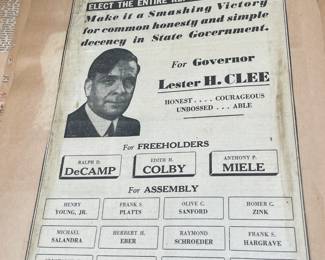 ELECT THE ENTIRE
Make it a Smashing Victory
for common honesty and simple
decency in State Government.
For Governor
Lester H. CLEE
HONEST .... COURAGEOUS
UNBOSSED ... ABLE
For FREEHOLDERS
RALPH D.
DeCAMP
EDITH H.
COLBY
ANTHONY P.
MIELE
For ASSEMBLY
HENRY
YOUNG, JR.
FRANK S.
PLATTS
OLIVE C.
SANFORD
HOMER C.
ZINK
MICHAEL
SALANDRA
HERBERT H.
EBER
RAYMOND
SCHROEDER
FRANK S.
HARGRAVE